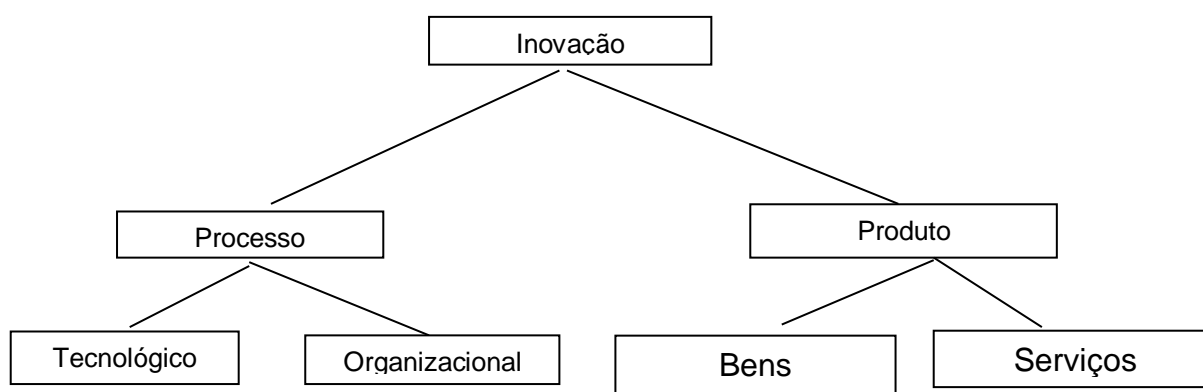 Inovação
Processo
Produto
Tecnológico
Organizacional
Bens
Serviços